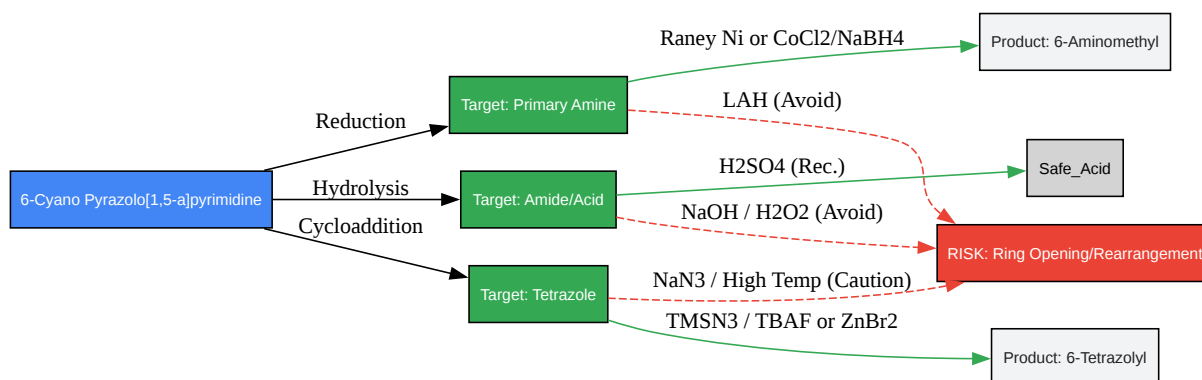 Raney Ni or CoCl2/NaBH4
Product: 6-Aminomethyl
Target: Primary Amine
LAH (Avoid)
Reduction
H2SO4 (Rec.)
Safe_Acid
6-Cyano Pyrazolo[1,5-a]pyrimidine
Hydrolysis
Target: Amide/Acid
NaOH / H2O2 (Avoid)
Cycloaddition
RISK: Ring Opening/Rearrangement
NaN3 / High Temp (Caution)
Target: Tetrazole
TMSN3 / TBAF or ZnBr2
Product: 6-Tetrazolyl